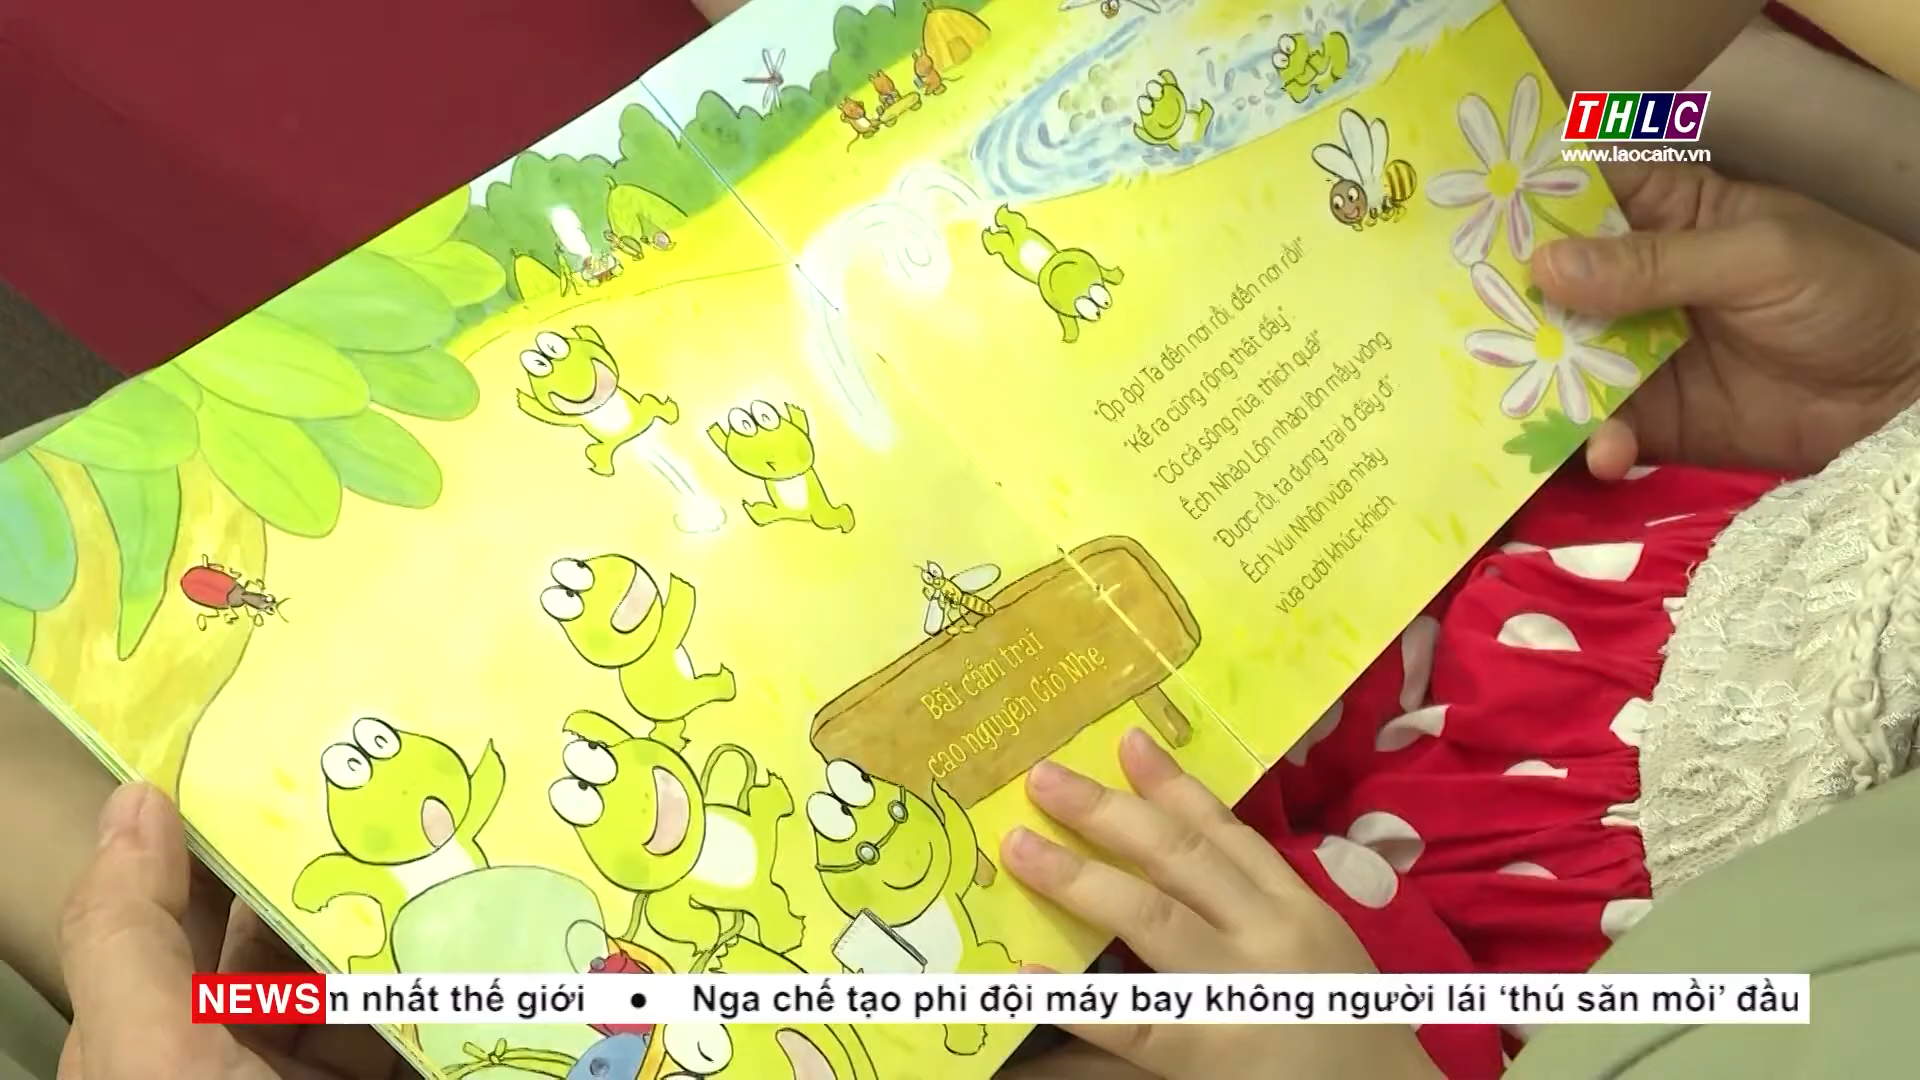 THLC
www.laocaitv.vn
"Ộp ộp! Ta đến nơi rồi, đến nơi rồi!"
"Kể ra cũng rộng thật đấy".
"Có cả sông nữa, thích quá!"
Ếch Nhào Lộn nhào lộn mấy vòng.
"Được rồi, ta dựng trại ở đây đi".
Ếch Vui Nhộn vừa nhảy
vừa cười khúc khích.
Bãi cắm trại
cao nguyên Gió Nhẹ
NEWS
m nhất thế giới • Nga chế tạo phi đội máy bay không người lái ‘thú săn mồi’ đầu